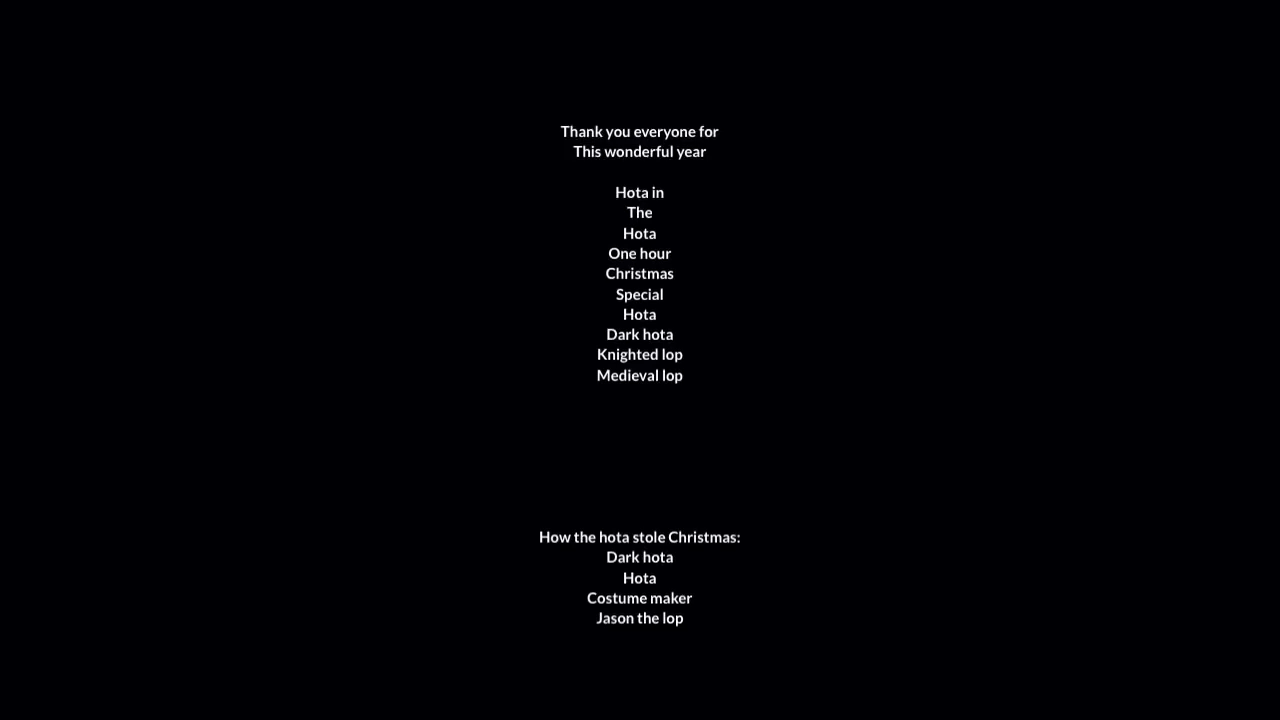 Thank you everyone for
This wonderful year
Hota in
The
Hota
One hour
Christmas
Special
Hota
Dark hota
Knighted lop
Medieval lop
How the hota stole Christmas:
Dark hota
Hota
Costume maker
Jason the lop